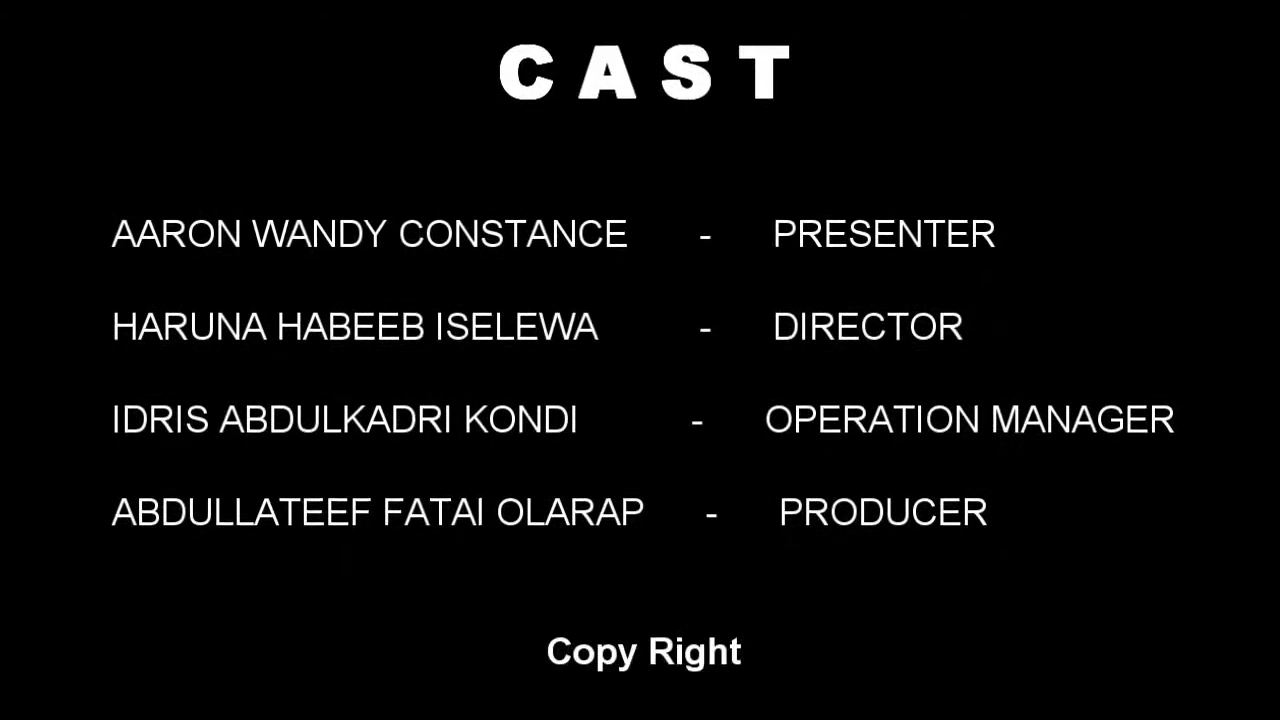 C A S T
AARON WANDY CONSTANCE - PRESENTER
HARUNA HABEEB ISELEWA - DIRECTOR
IDRIS ABDULKADRI KONDI - OPERATION MANAGER
ABDULLATEEF FATAI OLARAP - PRODUCER
Copy Right